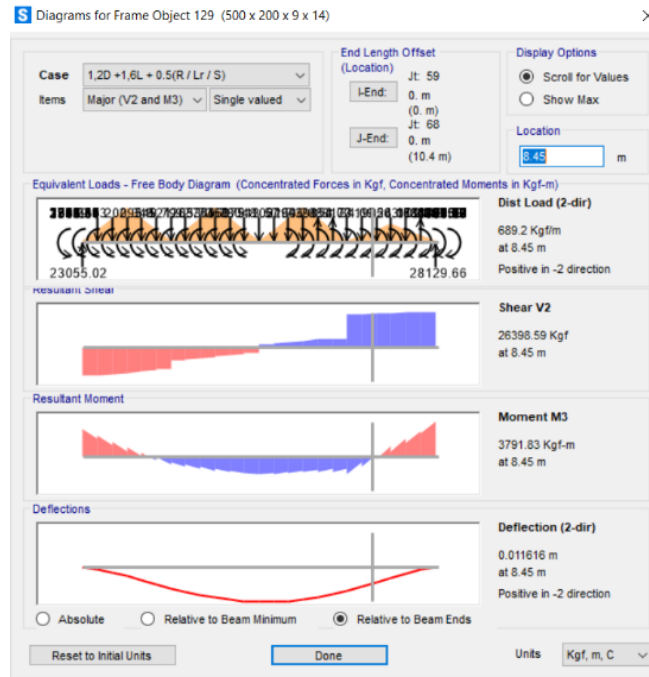 S Diagrams for Frame Object 129 (500 x 200 x 9 x 14)
Case 1,2D +1,6L + 0.5(R / Lr / S)
Items Major (V2 and M3) Single valued
End Length Offset
(Location)
I-End:
Jt: 59
0. m
(0. m)
J-End:
Jt: 68
0. m
(10.4 m)
Display Options
Scroll for Values
Show Max
Location
8.45 m
Equivalent Loads - Free Body Diagram (Concentrated Forces in Kgf, Concentrated Moments in Kgf-m)
23055.02
28129.66
Dist Load (2-dir)
689.2 Kgf/m
at 8.45 m
Positive in -2 direction
Resultant Shear
Shear V2
26398.59 Kgf
at 8.45 m
Resultant Moment
Moment M3
3791.83 Kgf-m
at 8.45 m
Deflections
Deflection (2-dir)
0.011616 m
at 8.45 m
Positive in -2 direction
Absolute Relative to Beam Minimum Relative to Beam Ends
Reset to Initial Units Done Units Kgf, m, C